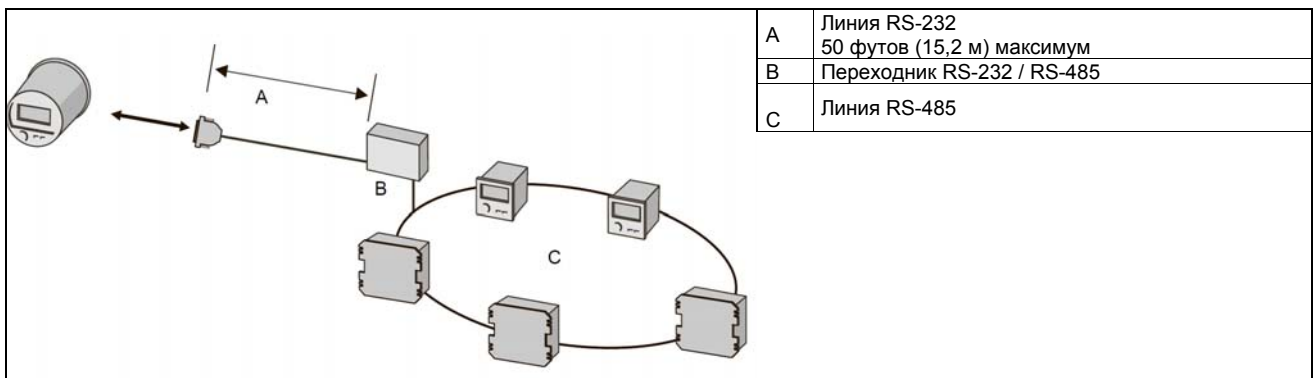 A
B
C
A Линия RS-232
50 футов (15,2 м) максимум
B Переходник RS-232 / RS-485
C Линия RS-485